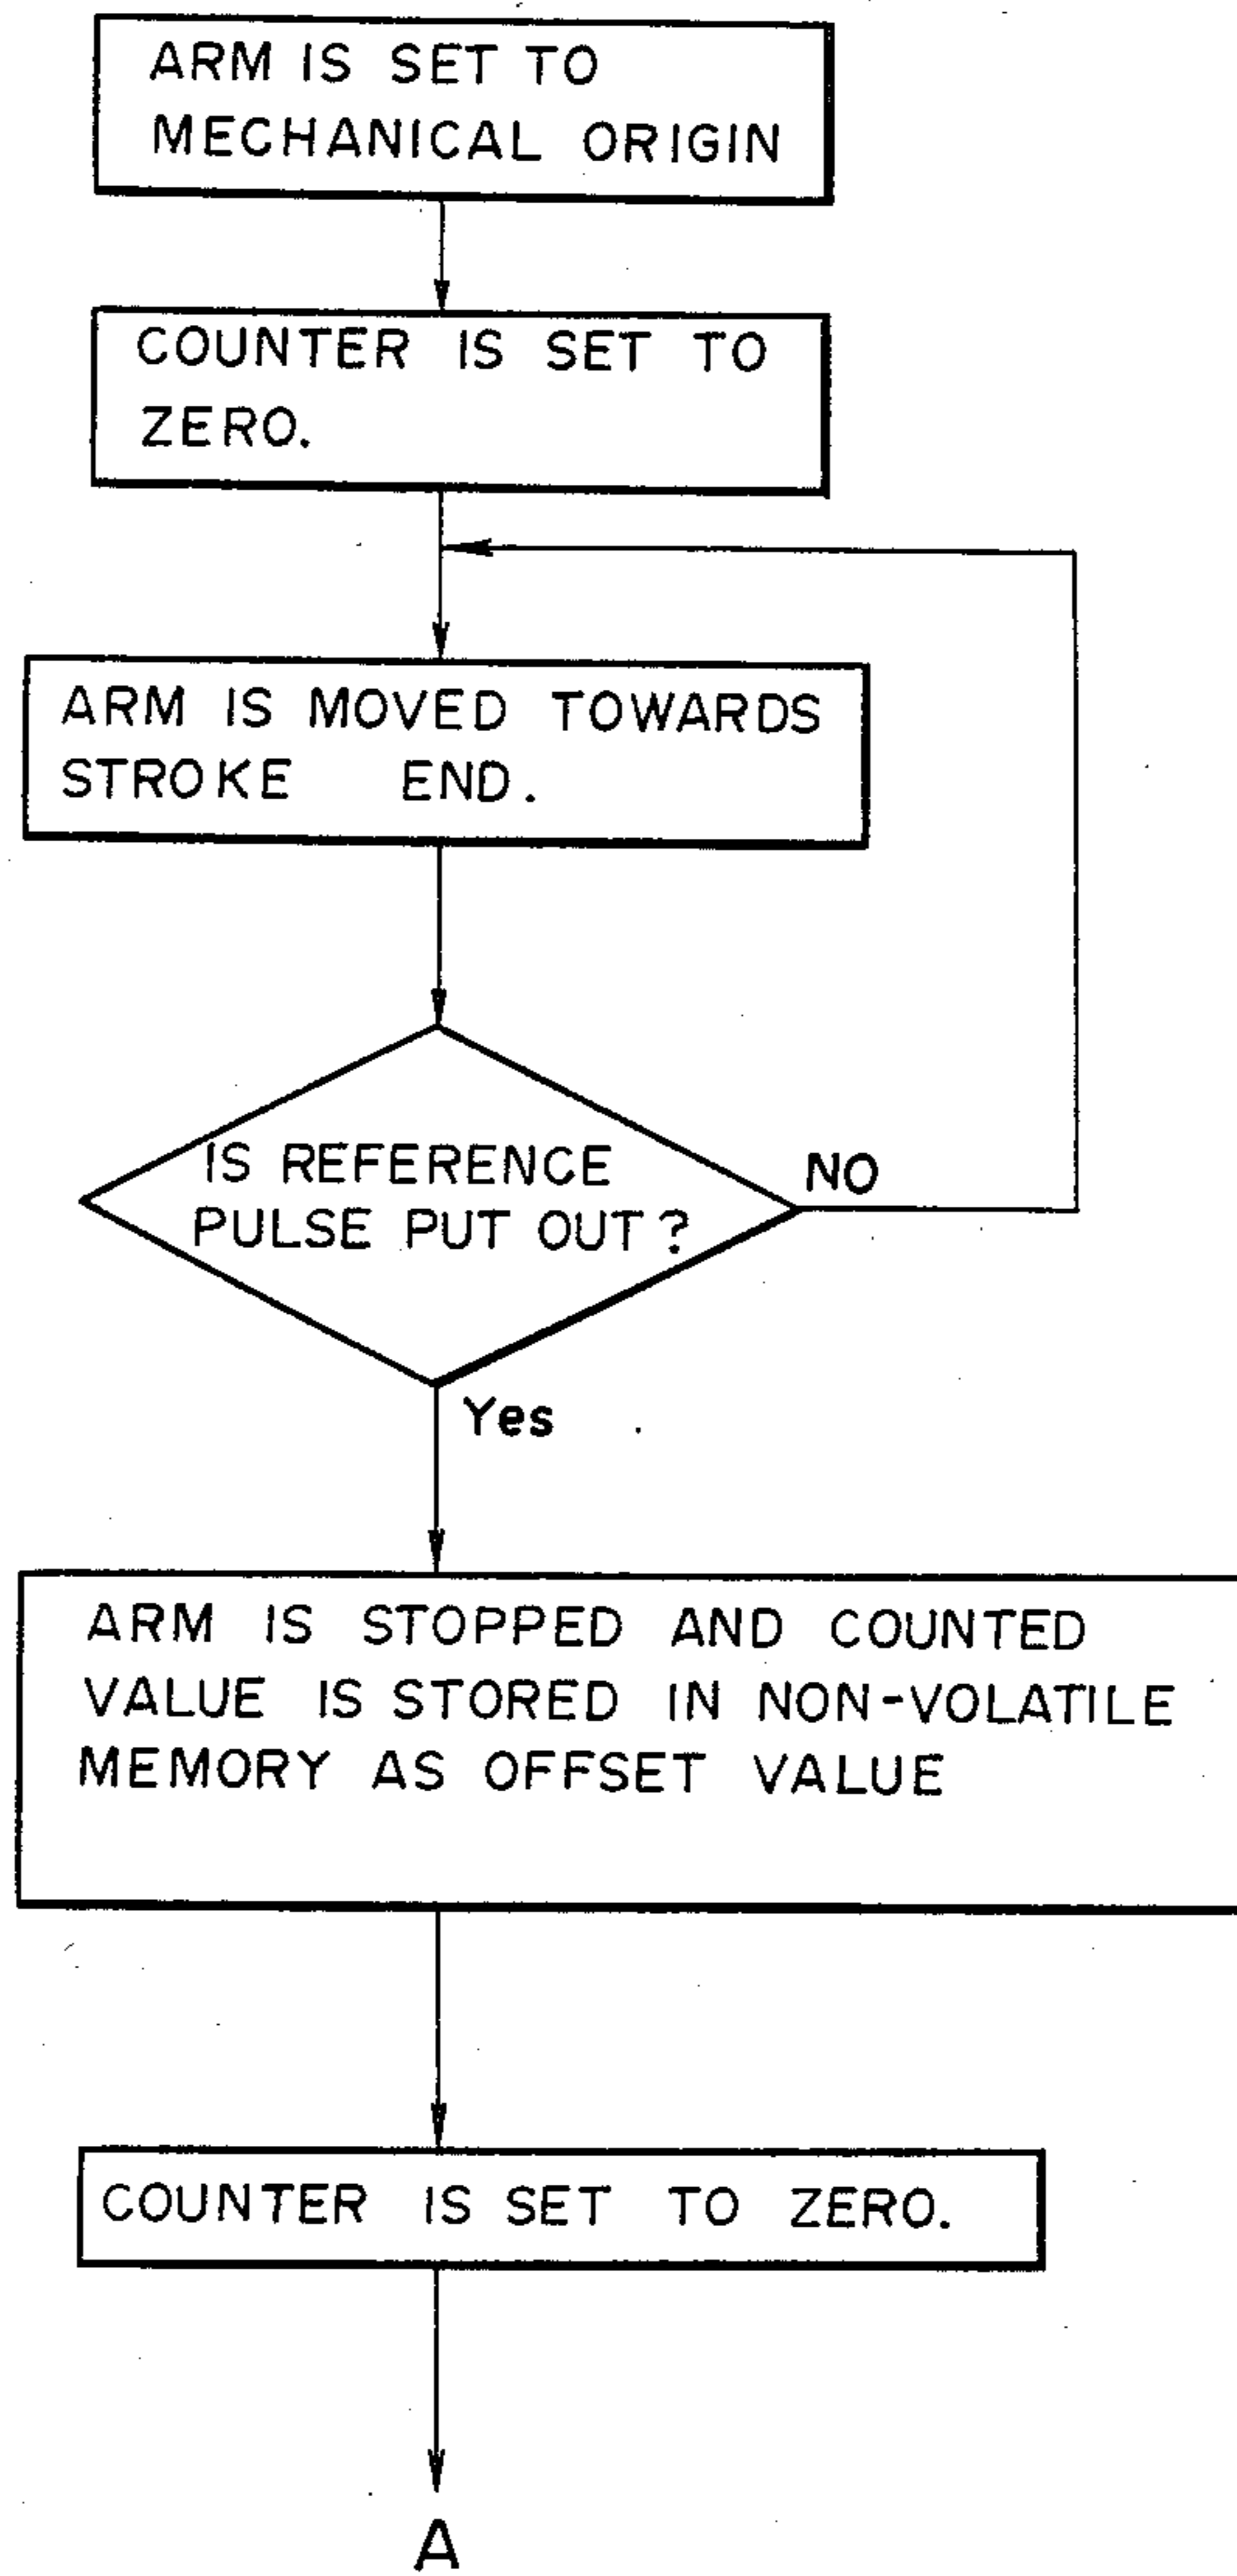 ARM IS SET TO
MECHANICAL ORIGIN
COUNTER IS SET TO
ZERO.
ARM IS MOVED TOWARDS
STROKE END.
IS REFERENCE
PULSE PUT OUT?
NO
Yes
ARM IS STOPPED AND COUNTED
VALUE IS STORED IN NON-VOLATILE
MEMORY AS OFFSET VALUE
COUNTER IS SET TO ZERO.
A